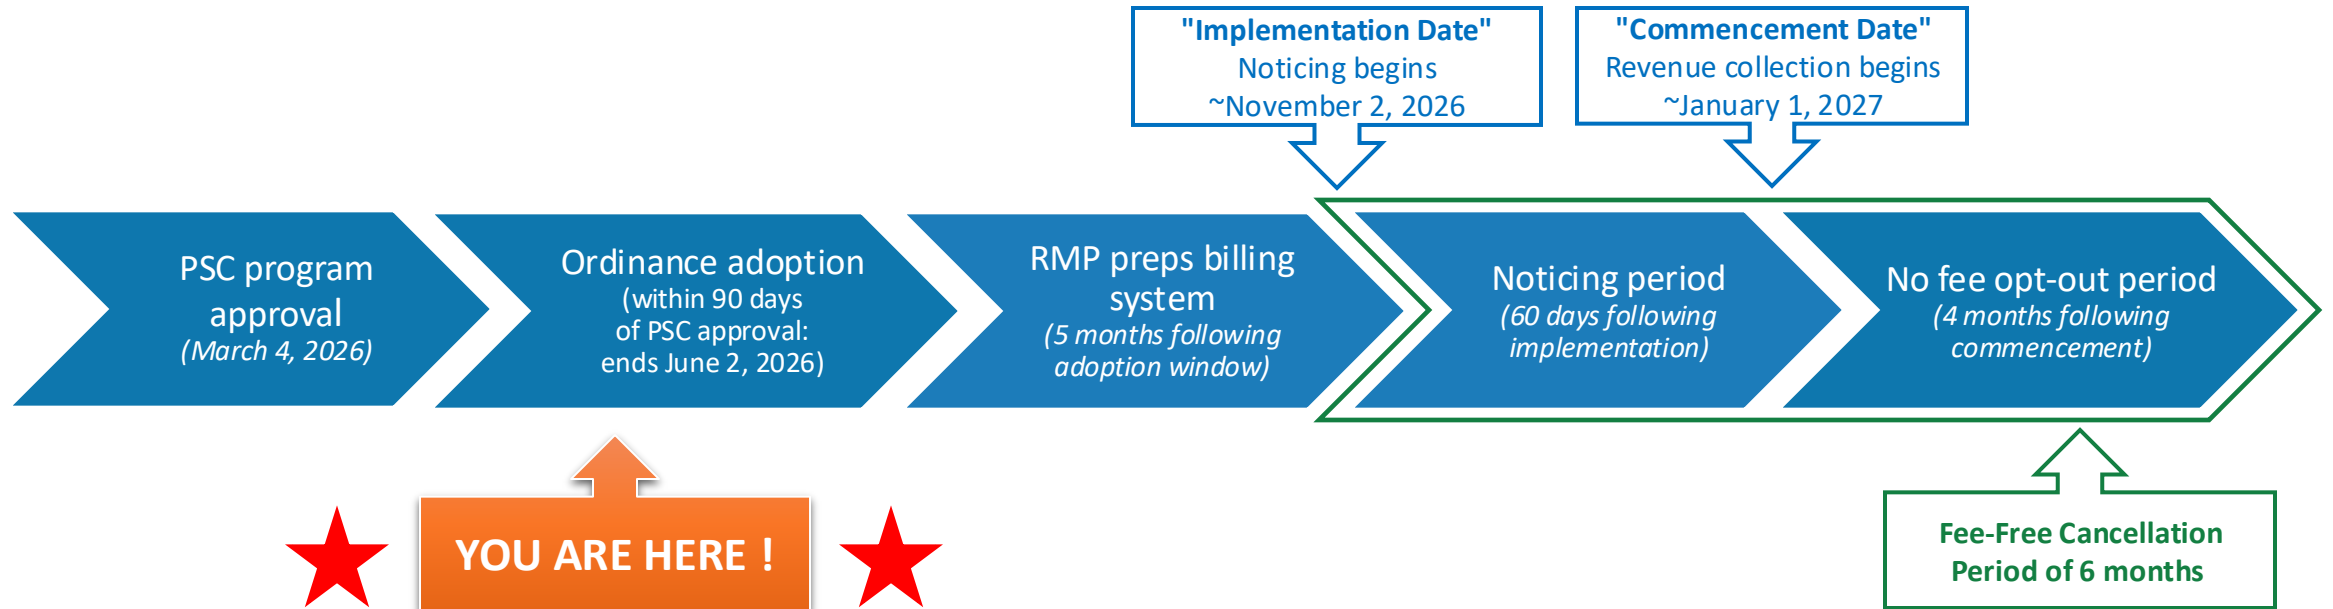 "Implementation Date"
Noticing begins
~November 2, 2026
"Commencement Date"
Revenue collection begins
~January 1, 2027
PSC program
approval
(March 4, 2026)
Ordinance adoption
(within 90 days
of PSC approval:
ends June 2, 2026)
RMP preps billing
system
(5 months following
adoption window)
Noticing period
(60 days following
implementation)
No fee opt-out period
(4 months following
commencement)
YOU ARE HERE !
Fee-Free Cancellation
Period of 6 months